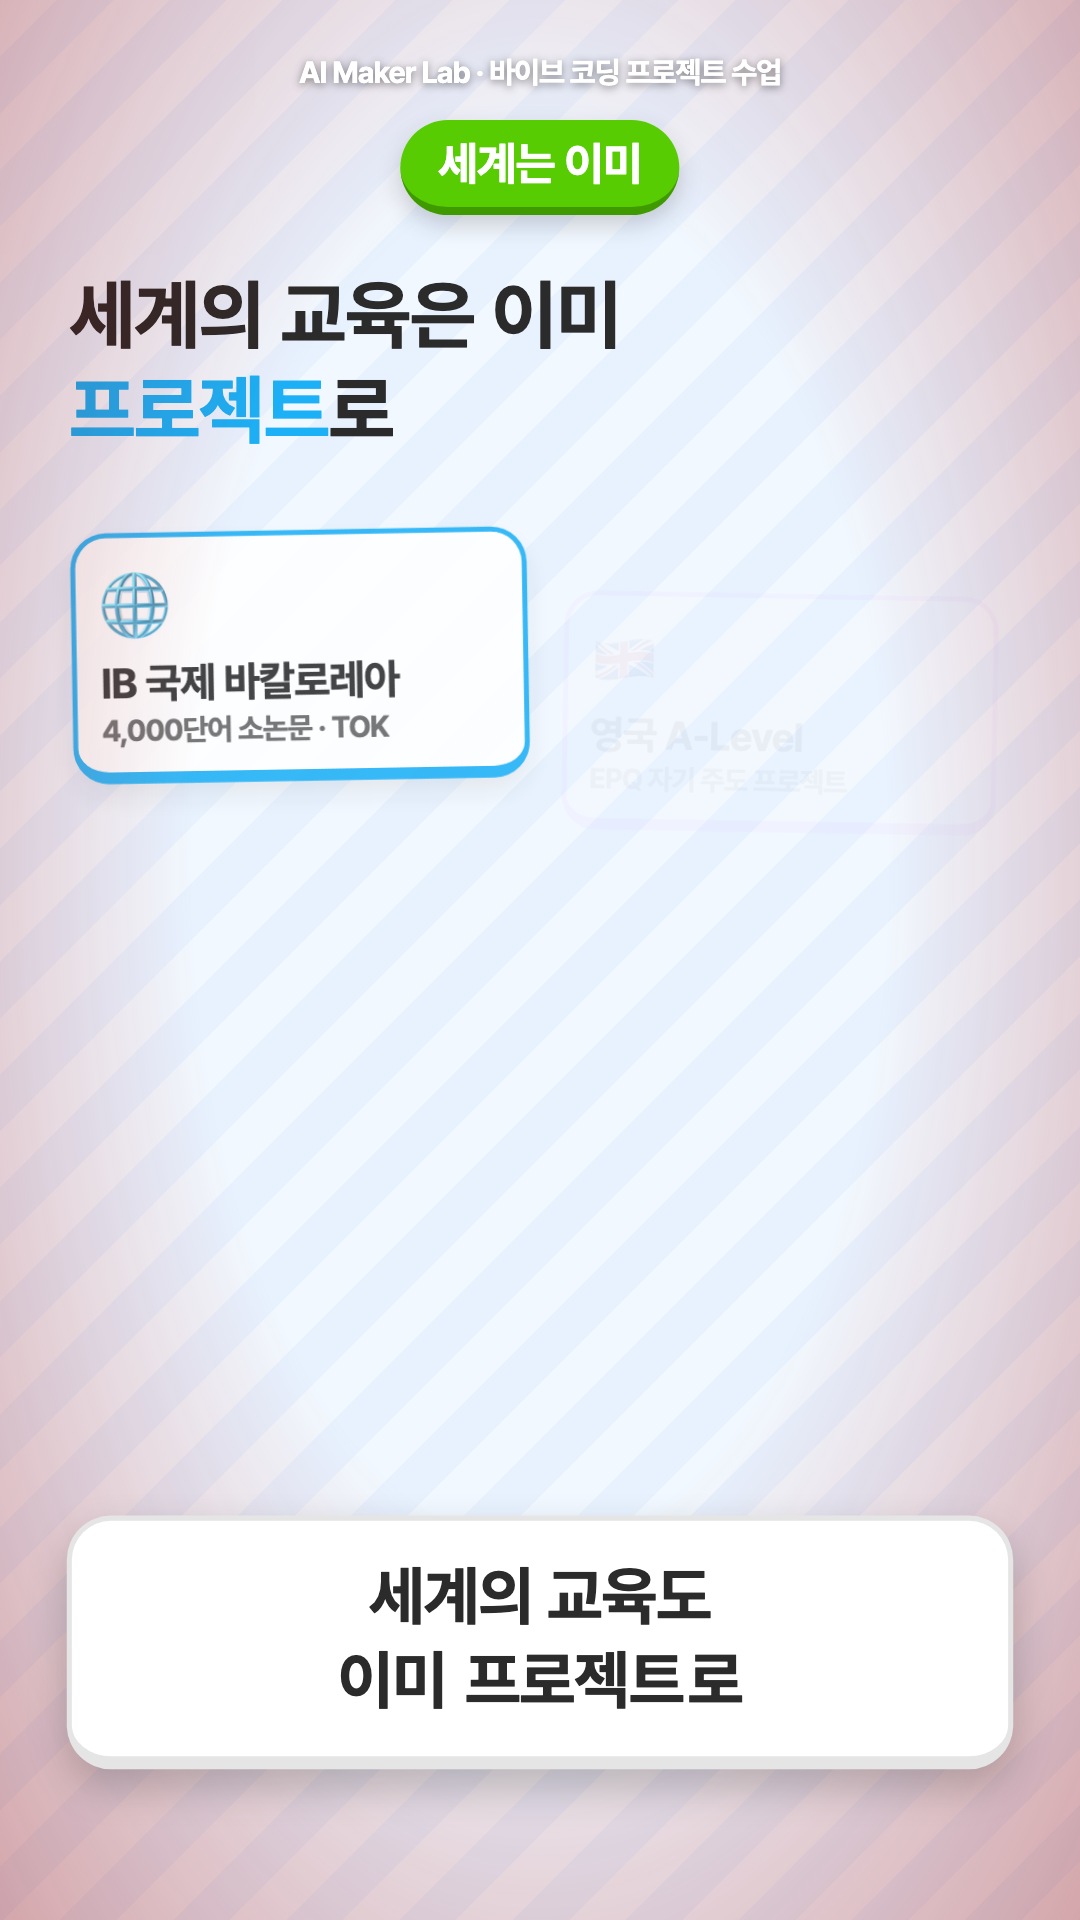 AI Maker Lab · 바이브 코딩 프로젝트 수업
세계는 이미
세계의 교육은 이미
프로젝트로
IB 국제 바칼로레아
4,000단어 소논문 · TOK
영국 A-Level
EPQ 자기 주도 프로젝트
세계의 교육도
이미 프로젝트로